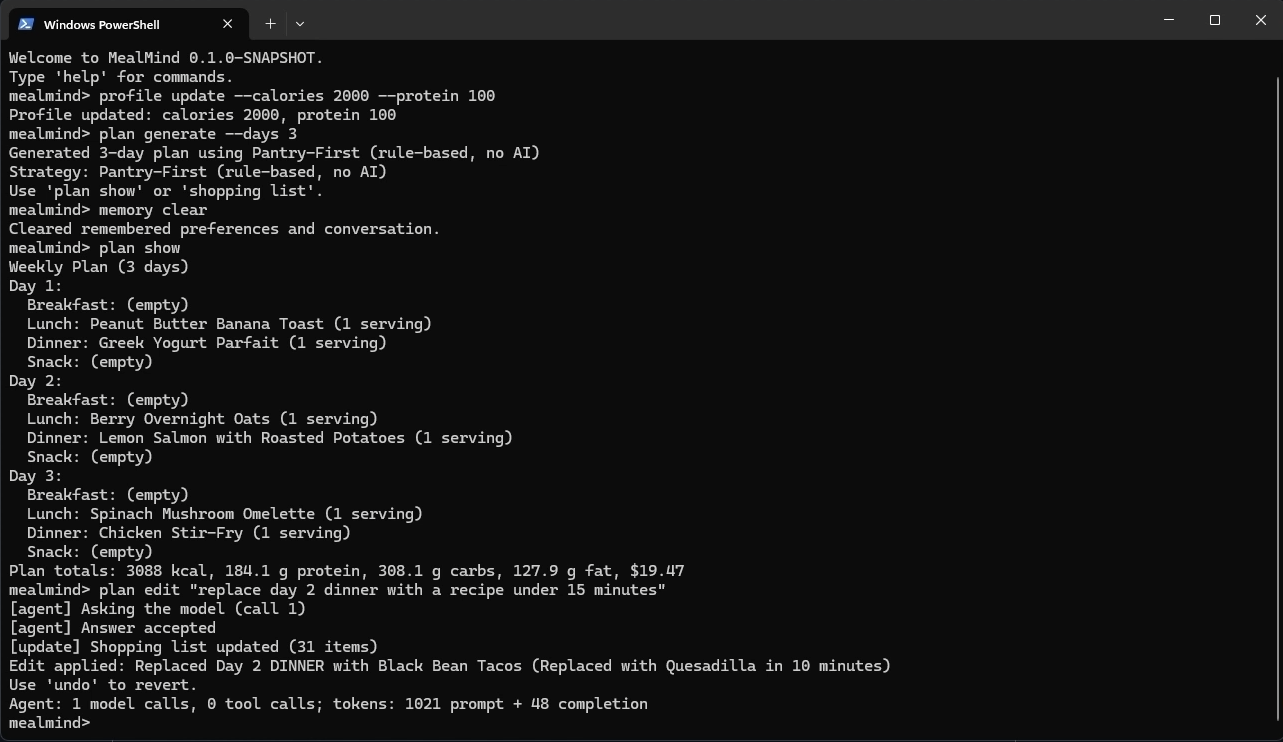 Windows PowerShell
Welcome to MealMind 0.1.0-SNAPSHOT.
Type 'help' for commands.
mealmind> profile update --calories 2000 --protein 100
Profile updated: calories 2000, protein 100
mealmind> plan generate --days 3
Generated 3-day plan using Pantry-First (rule-based, no AI)
Strategy: Pantry-First (rule-based, no AI)
Use 'plan show' or 'shopping list'.
mealmind> memory clear
Cleared remembered preferences and conversation.
mealmind> plan show
Weekly Plan (3 days)
Day 1:
  Breakfast: (empty)
  Lunch: Peanut Butter Banana Toast (1 serving)
  Dinner: Greek Yogurt Parfait (1 serving)
  Snack: (empty)
Day 2:
  Breakfast: (empty)
  Lunch: Berry Overnight Oats (1 serving)
  Dinner: Lemon Salmon with Roasted Potatoes (1 serving)
  Snack: (empty)
Day 3:
  Breakfast: (empty)
  Lunch: Spinach Mushroom Omelette (1 serving)
  Dinner: Chicken Stir-Fry (1 serving)
  Snack: (empty)
Plan totals: 3088 kcal, 184.1 g protein, 308.1 g carbs, 127.9 g fat, $19.47
mealmind> plan edit "replace day 2 dinner with a recipe under 15 minutes"
[agent] Asking the model (call 1)
[agent] Answer accepted
[update] Shopping list updated (31 items)
Edit applied: Replaced Day 2 DINNER with Black Bean Tacos (Replaced with Quesadilla in 10 minutes)
Use 'undo' to revert.
Agent: 1 model calls, 0 tool calls; tokens: 1021 prompt + 48 completion
mealmind>